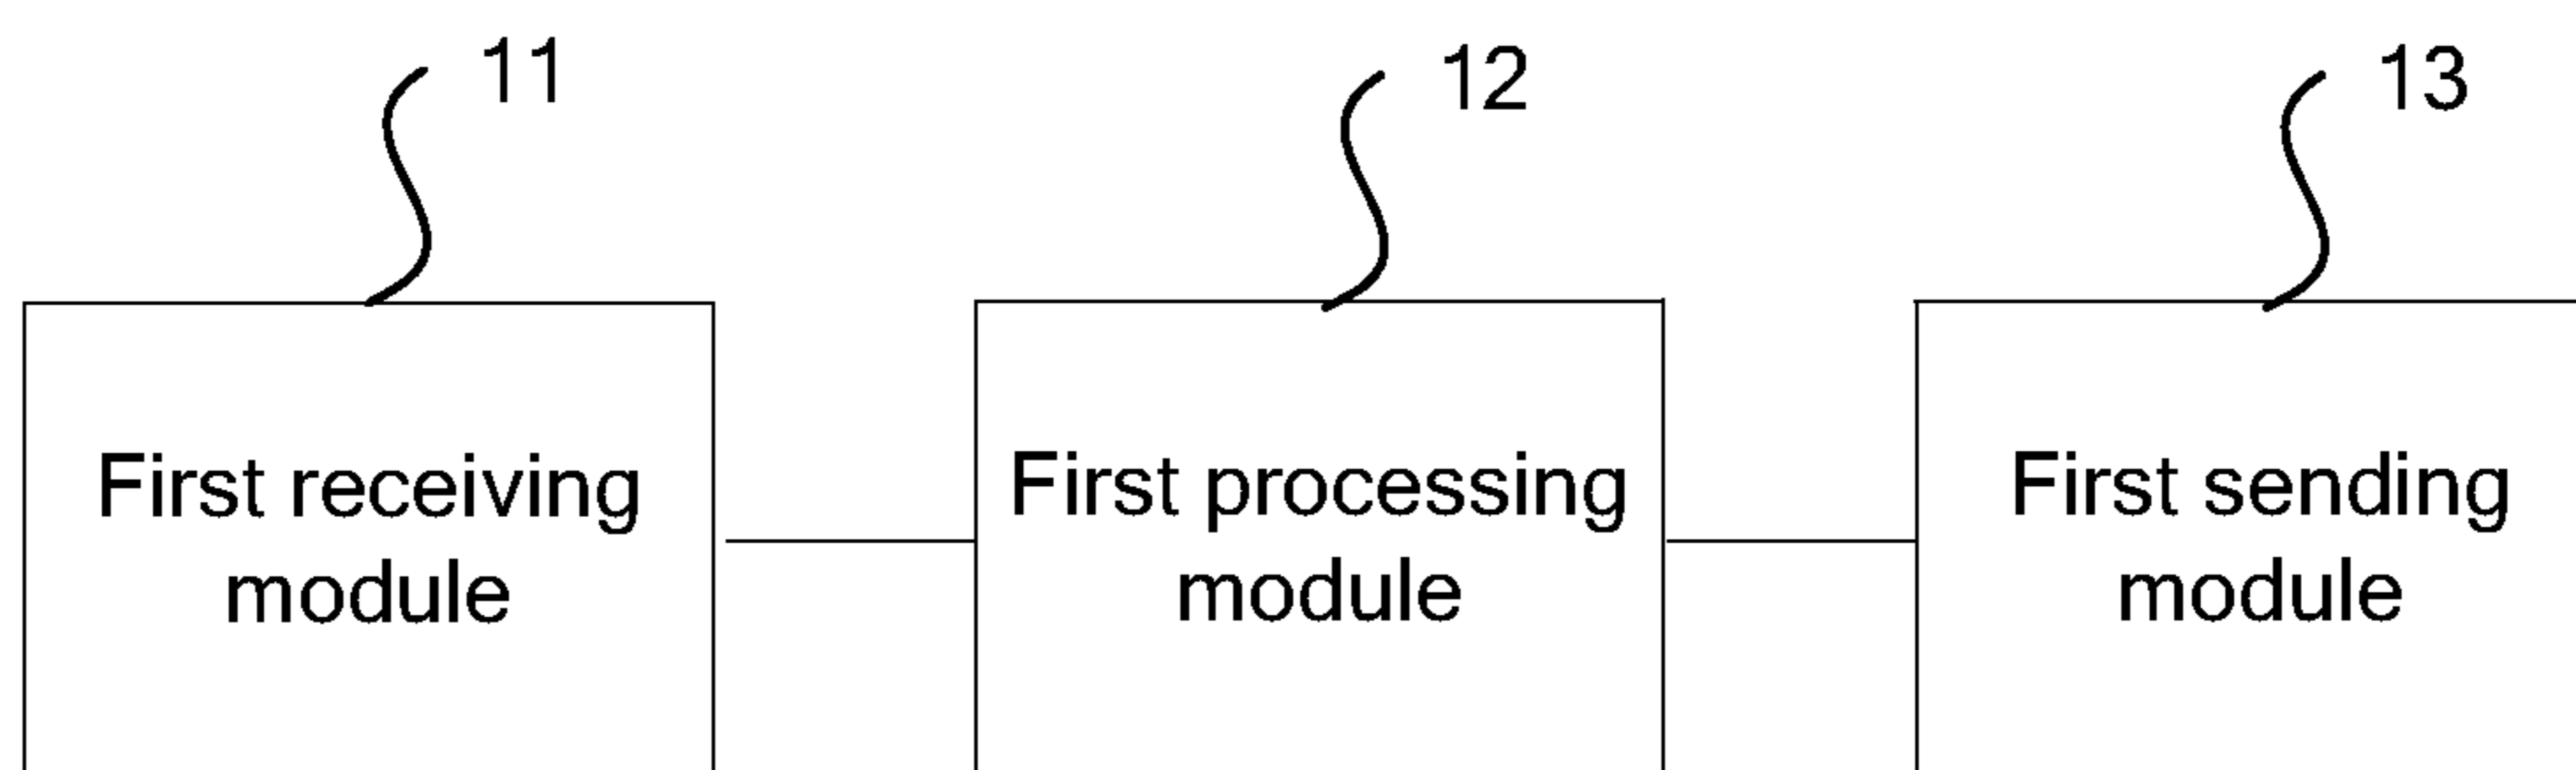 11
12
13
First receiving
module
First processing
module
First sending
module